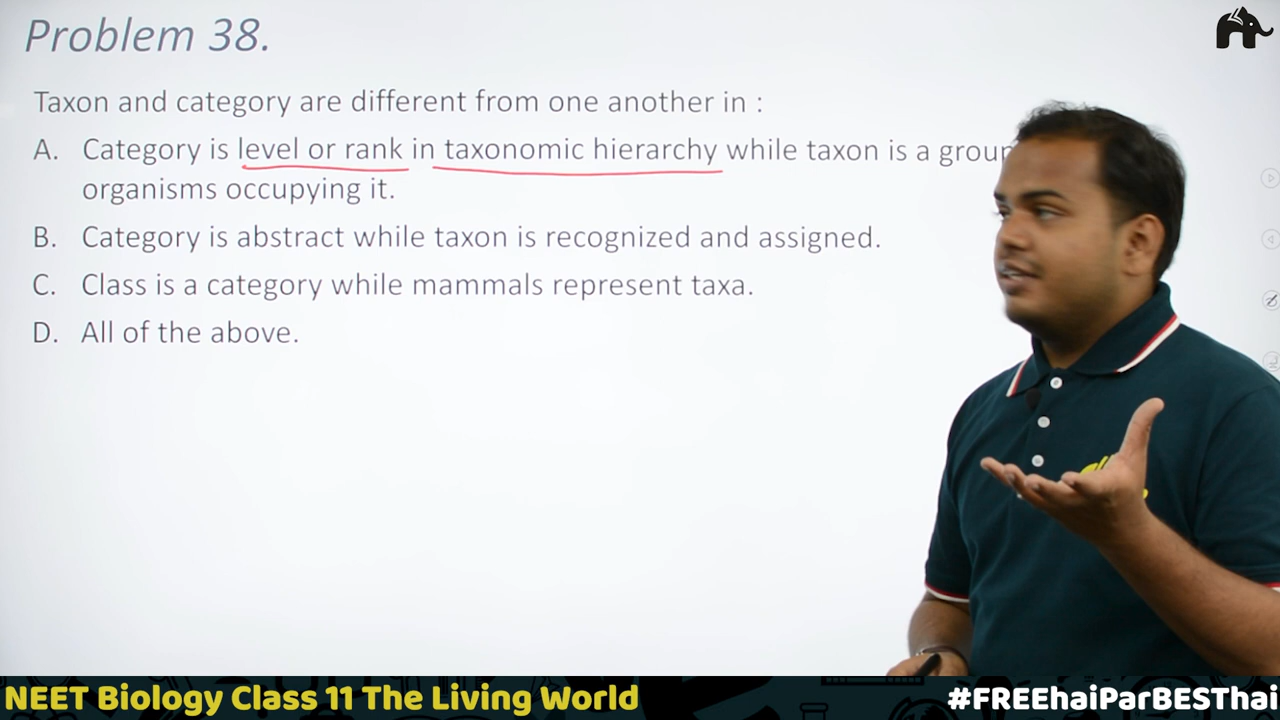 Problem 38.
Taxon and category are different from one another in :
A. Category is level or rank in taxonomic hierarchy while taxon is a
organisms occupying it.
B. Category is abstract while taxon is recognized and assigned.
C. Class is a category while mammals represent taxa.
D. All of the above.
NEET Biology Class 11 The Living World
#FREEhaiParBESThai